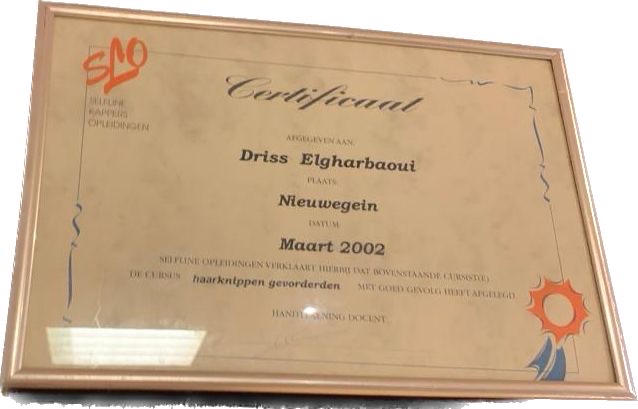 SLO
SELFLINE
KAPPERS
OPLEIDINGEN
Certificaat
AFGEGEVEN AAN:
Driss Elgharbaoui
PLAATS:
Nieuwegein
DATUM:
Maart 2002
SELFLINE OPLEIDINGEN VERKLAART HIERBIJ DAT BOVENSTAANDE CURSIST(E)
DE CURSUS haarknippen gevorderden MET GOED GEVOLG HEEFT AFGELEGD.
HANDTEKENING DOCENT: